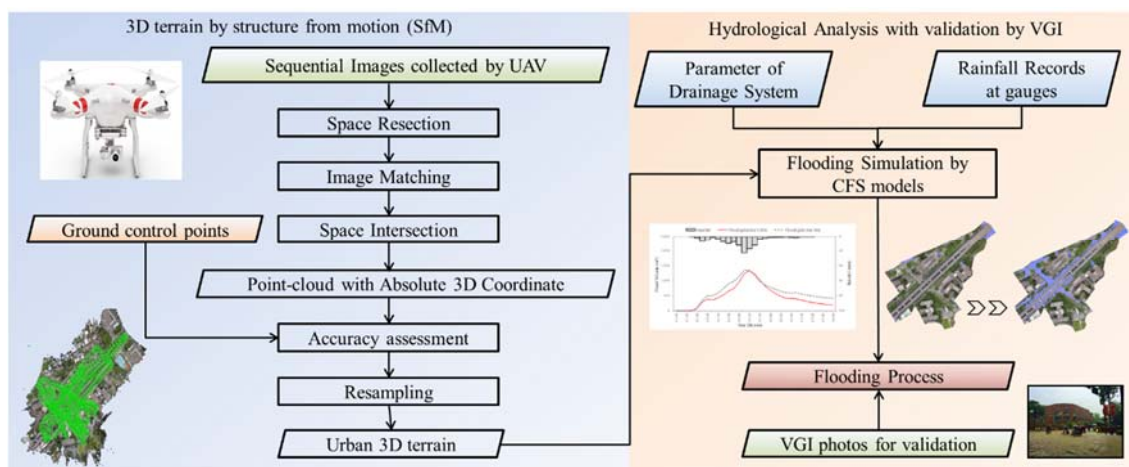 3D terrain by structure from motion (SfM)
Sequential Images collected by UAV
Space Resection
Image Matching
Space Intersection
Ground control points
Point-cloud with Absolute 3D Coordinate
Accuracy assessment
Resampling
Urban 3D terrain
Hydrological Analysis with validation by VGI
Parameter of
Drainage System
Rainfall Records
at gauges
Flooding Simulation by
CFS models
Flooding Process
VGI photos for validation